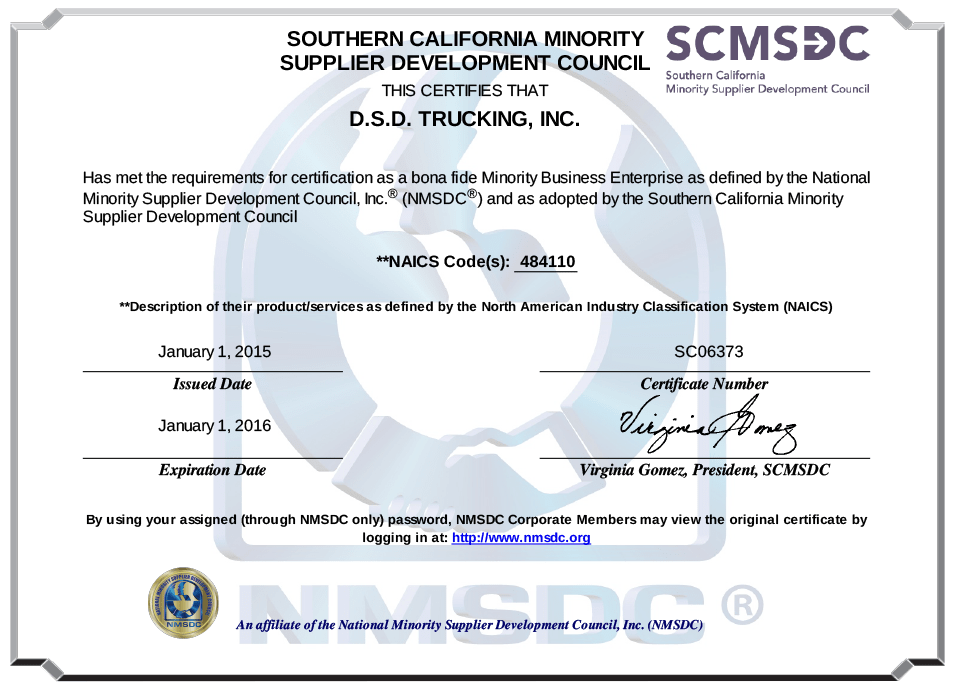 SOUTHERN CALIFORNIA MINORITY
SUPPLIER DEVELOPMENT COUNCIL
SCMSDC
Southern California
Minority Supplier Development Council
THIS CERTIFIES THAT
D.S.D. TRUCKING, INC.
Has met the requirements for certification as a bona fide Minority Business Enterprise as defined by the National
Minority Supplier Development Council, Inc.® (NMSDC®) and as adopted by the Southern California Minority
Supplier Development Council
**NAICS Code(s): 484110
**Description of their product/services as defined by the North American Industry Classification System (NAICS)
January 1, 2015
SC06373
Issued Date
Certificate Number
January 1, 2016
Virginia Gomez
Expiration Date
Virginia Gomez, President, SCMSDC
By using your assigned (through NMSDC only) password, NMSDC Corporate Members may view the original certificate by
logging in at: http://www.nmsdc.org
NATIONAL MINORITY SUPPLIER DEVELOPMENT COUNCIL
NMSDC
NMSDC®
An affiliate of the National Minority Supplier Development Council, Inc. (NMSDC)